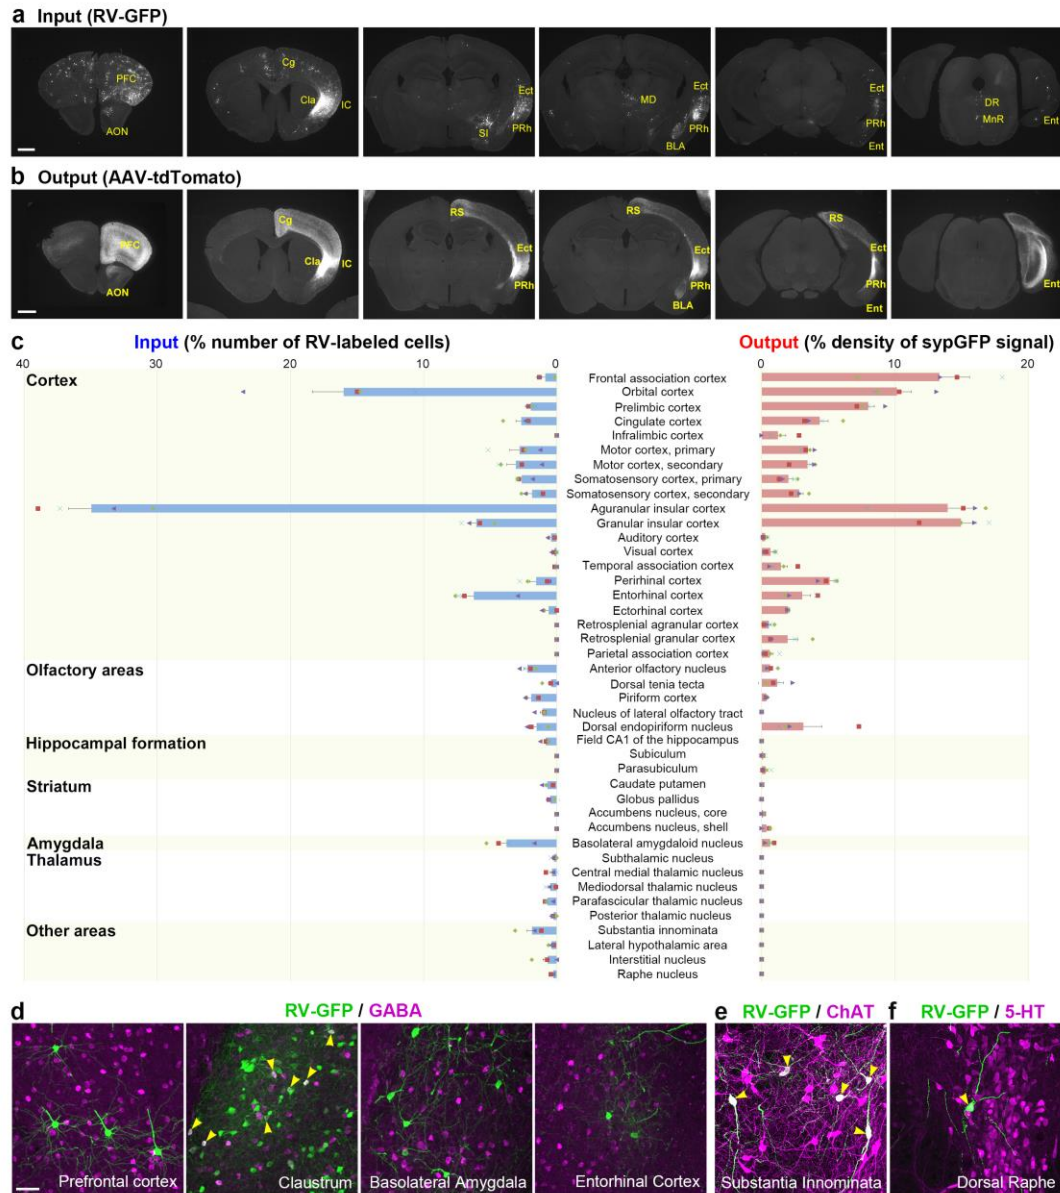 a Input (RV-GFP)
PFC
AON
Cg
Cla
IC
Ect
SI
PRh
MD
Ect
PRh
BLA
Ect
PRh
Ent
DR
MnR
Ent
b Output (AAV-tdTomato)
PFC
AON
Cg
Cla
IC
RS
Ect
PRh
RS
Ect
PRh
BLA
RS
Ect
PRh
Ent
Ent
c Input (% number of RV-labeled cells) Output (% density of sypGFP signal)
40 30 20 10 0 0 10 20
Cortex
Frontal association cortex
Orbital cortex
Prelimbic cortex
Cingulate cortex
Infralimbic cortex
Motor cortex, primary
Motor cortex, secondary
Somatosensory cortex, primary
Somatosensory cortex, secondary
Aguranular insular cortex
Granular insular cortex
Auditory cortex
Visual cortex
Temporal association cortex
Perirhinal cortex
Entorhinal cortex
Ectorhinal cortex
Retrosplenial agranular cortex
Retrosplenial granular cortex
Parietal association cortex
Olfactory areas
Anterior olfactory nucleus
Dorsal tenia tecta
Piriform cortex
Nucleus of lateral olfactory tract
Dorsal endopiriform nucleus
Hippocampal formation
Field CA1 of the hippocampus
Subiculum
Parasubiculum
Striatum
Caudate putamen
Globus pallidus
Accumbens nucleus, core
Accumbens nucleus, shell
Amygdala
Basolateral amygdaloid nucleus
Thalamus
Subthalamic nucleus
Central medial thalamic nucleus
Mediodorsal thalamic nucleus
Parafascicular thalamic nucleus
Posterior thalamic nucleus
Other areas
Substantia innominata
Lateral hypothalamic area
Interstitial nucleus
Raphe nucleus
d RV-GFP / GABA
Prefrontal cortex
Claustrum
Basolateral Amygdala
Entorhinal Cortex
e RV-GFP / ChAT
Substantia Innominata
f RV-GFP / 5-HT
Dorsal Raphe